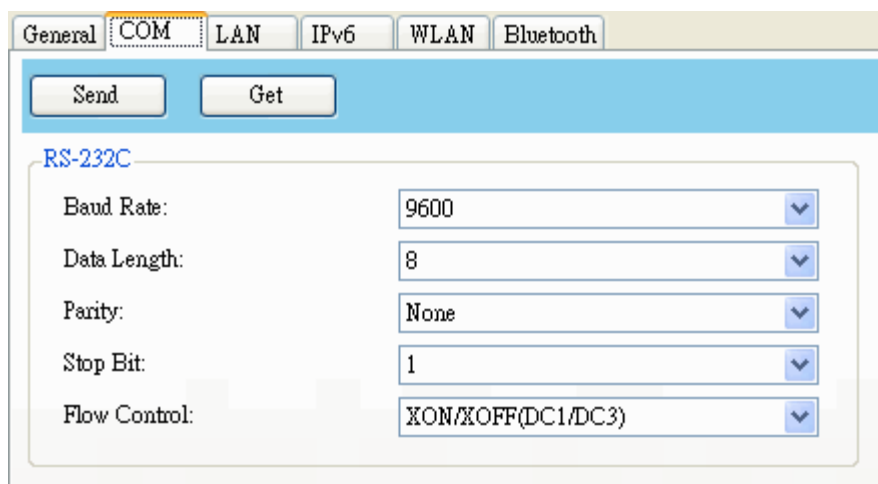 General COM LAN IPv6 WLAN Bluetooth
Send Get
RS-232C
Baud Rate: 9600
Data Length: 8
Parity: None
Stop Bit: 1
Flow Control: XON/XOFF(DC1/DC3)